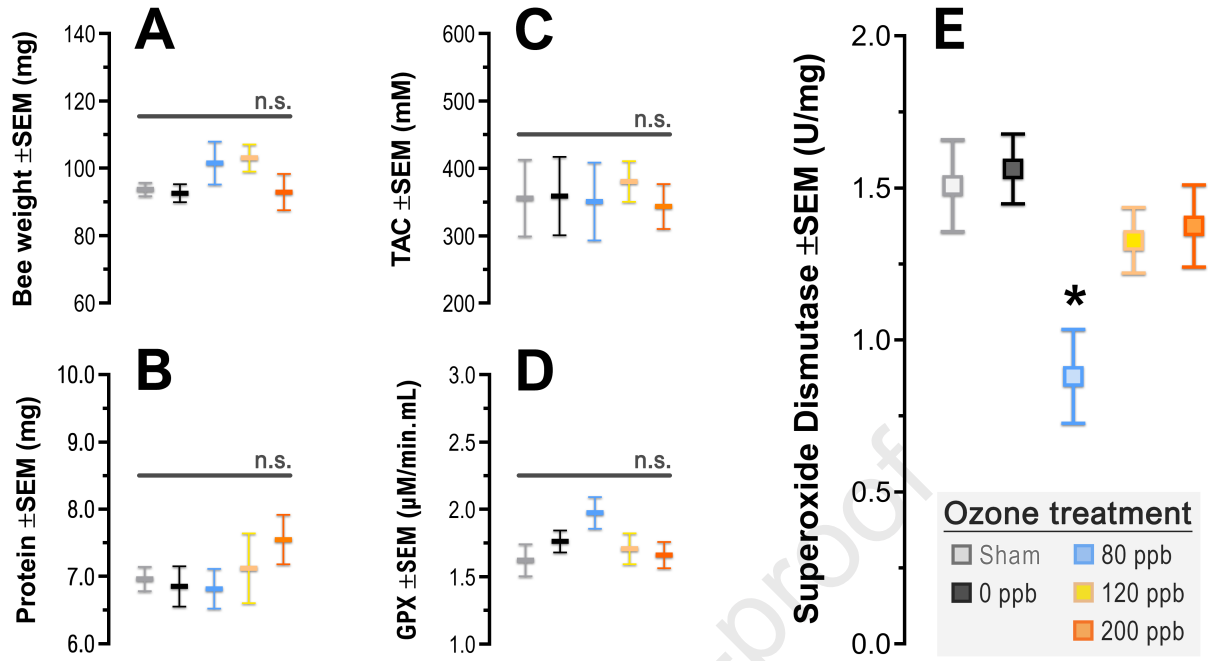 A
Bee weight ±SEM (mg)
140
120
100
80
60
n.s.
B
Protein ±SEM (mg)
10.0
9.0
8.0
7.0
6.0
n.s.
C
TAC ±SEM (mM)
600
500
400
300
200
n.s.
D
GPX ±SEM (µM/min.mL)
3.0
2.5
2.0
1.5
1.0
n.s.
E
Superoxide Dismutase ±SEM (U/mg)
2.0
1.5
1.0
0.5
0.0
*
Ozone treatment
Sham
0 ppb
80 ppb
120 ppb
200 ppb